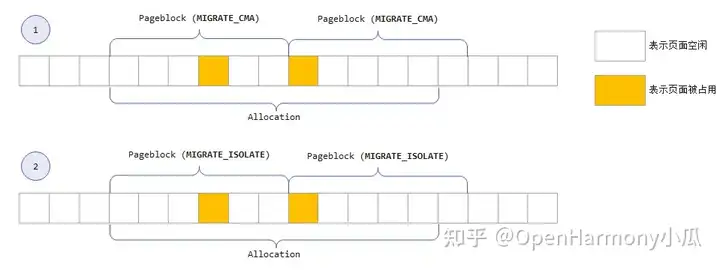 1
Pageblock (MIGRATE_CMA)
Pageblock (MIGRATE_CMA)
表示页面空闲
表示页面被占用
Allocation
2
Pageblock (MIGRATE_ISOLATE)
Pageblock (MIGRATE_ISOLATE)
Allocation
知乎 @OpenHarmony小瓜